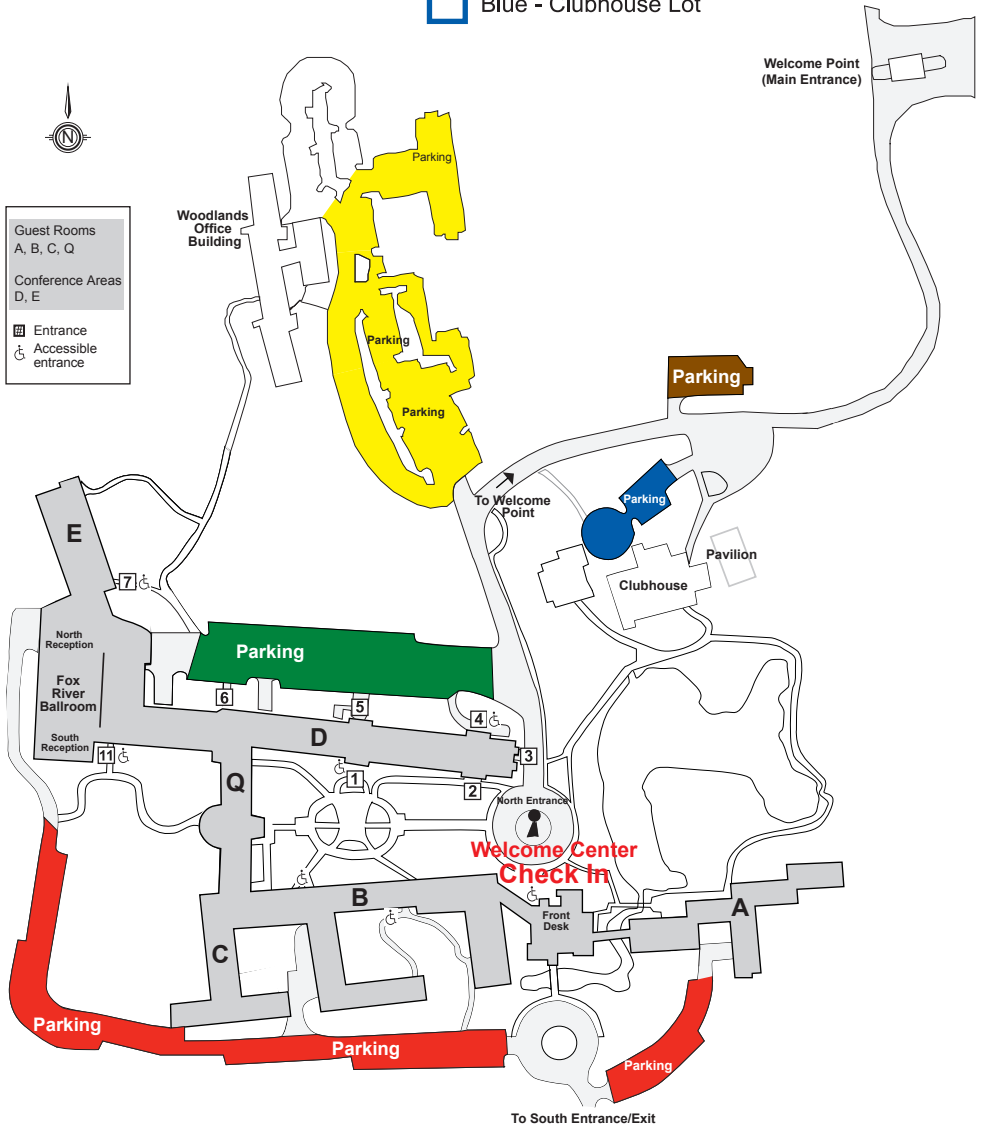 Blue - Clubhouse Lot
Welcome Point
(Main Entrance)
N
Parking
Guest Rooms
A, B, C, Q
Conference Areas
D, E
Entrance
Accessible
entrance
Woodlands
Office
Building
Parking
Parking
Parking
To Welcome
Point
Parking
Pavilion
Clubhouse
E
7
North
Reception
Fox
River
Ballroom
South
Reception
11
Parking
6
5
4
3
D
1
2
Q
North Entrance
Welcome Center
Check In
B
Front
Desk
A
C
Parking
Parking
Parking
To South Entrance/Exit